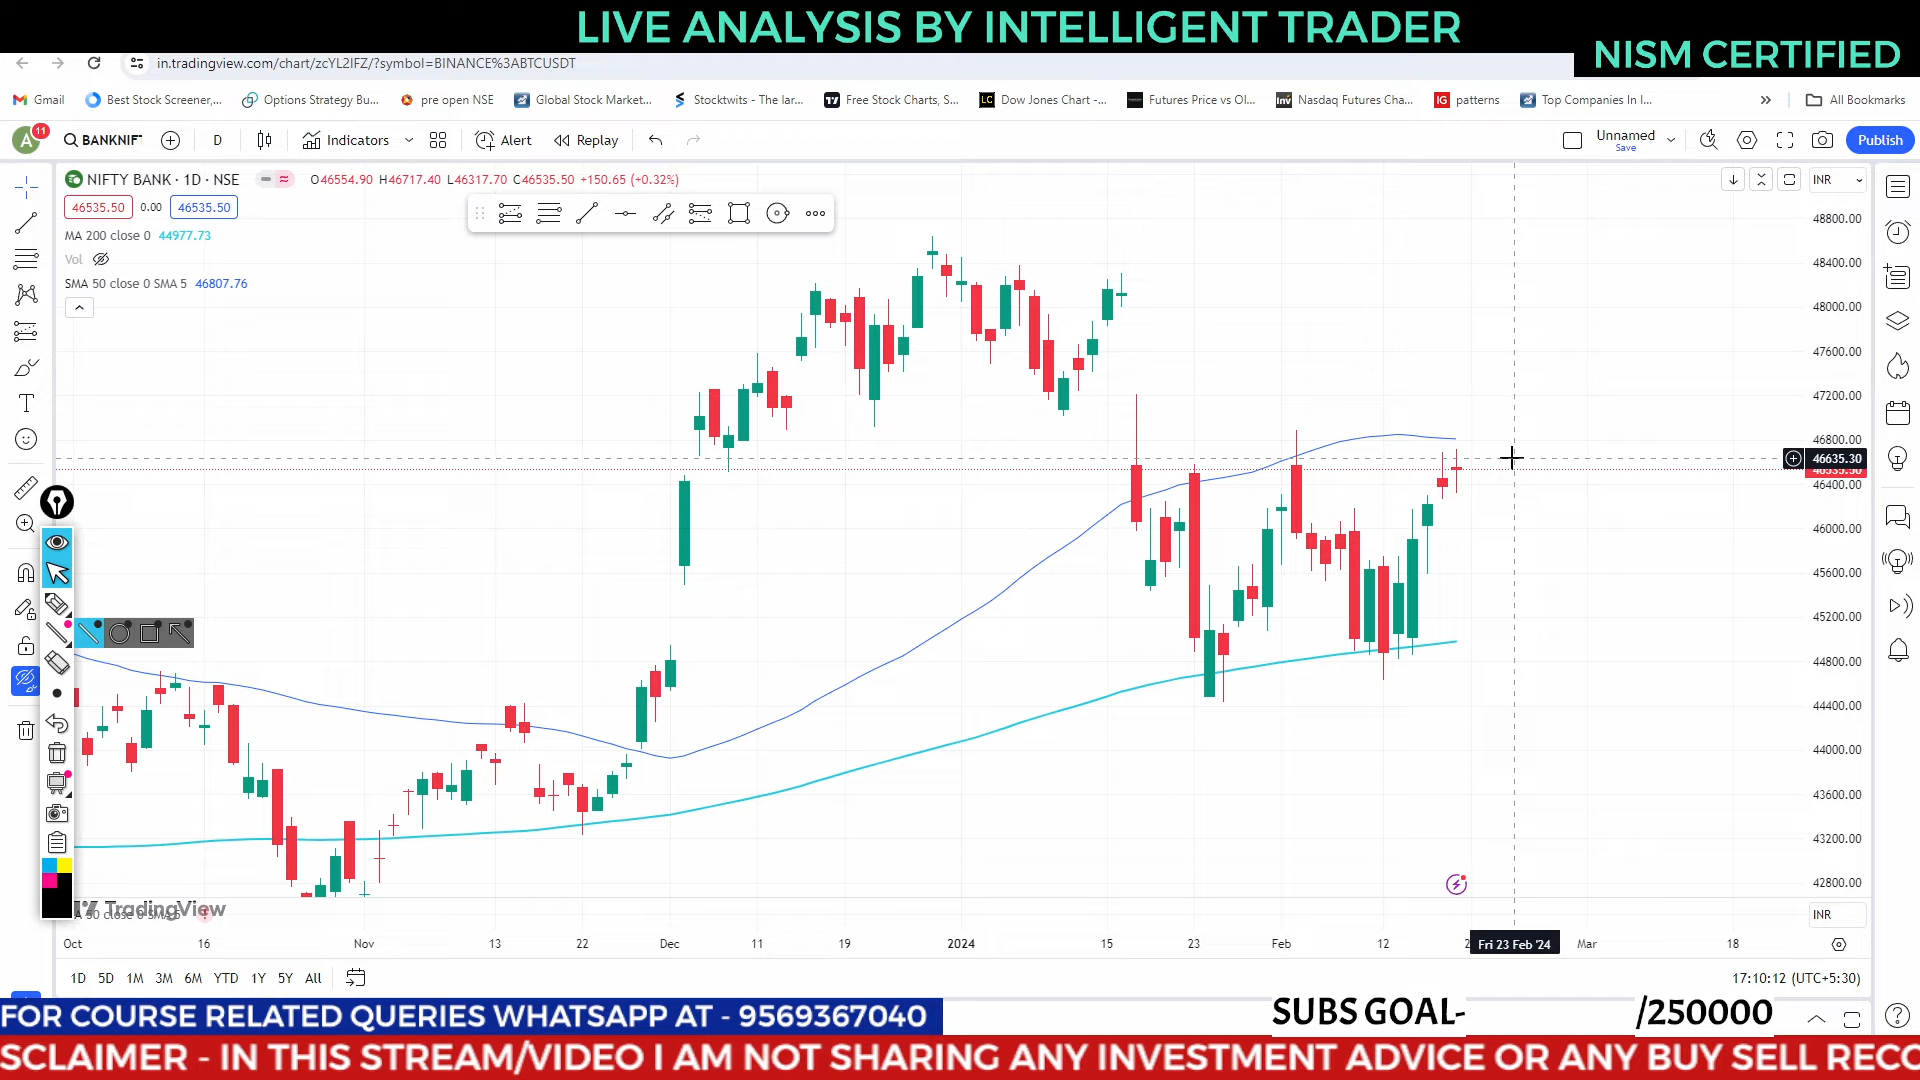 LIVE ANALYSIS BY INTELLIGENT TRADER
NISM CERTIFIED
in.tradingview.com/chart/zcYL2IFZ/?symbol=BINANCE%3ABTCUSDT
Gmail Best Stock Screener,... Options Strategy Bu... pre open NSE Global Stock Market... Stocktwits - The lar... Free Stock Charts, S... Dow Jones Chart -... Futures Price vs OI... Nasdaq Futures Cha... patterns Top Companies In I... » All Bookmarks
A 11 BANKNIF D Indicators Alert Replay Unnamed Save Publish
NIFTY BANK · 1D · NSE O46554.90 H46717.40 L46317.70 C46535.50 +150.65 (+0.32%) INR
46535.50 0.00 46535.50
MA 200 close 0 44977.73
Vol
SMA 50 close 0 SMA 5 46807.76
48800.00
48400.00
48000.00
47600.00
47200.00
46800.00
46635.30
46535.50
46400.00
46000.00
45600.00
45200.00
44800.00
44400.00
44000.00
43600.00
43200.00
42800.00
TradingView
50 close 0 SMA 5
INR
Oct 16 Nov 13 22 Dec 11 19 2024 15 23 Feb 12 Fri 23 Feb '24 Mar 18
1D 5D 1M 3M 6M YTD 1Y 5Y All 17:10:12 (UTC+5:30)
FOR COURSE RELATED QUERIES WHATSAPP AT - 9569367040
SUBS GOAL- /250000
SCLAIMER - IN THIS STREAM/VIDEO I AM NOT SHARING ANY INVESTMENT ADVICE OR ANY BUY SELL RECO